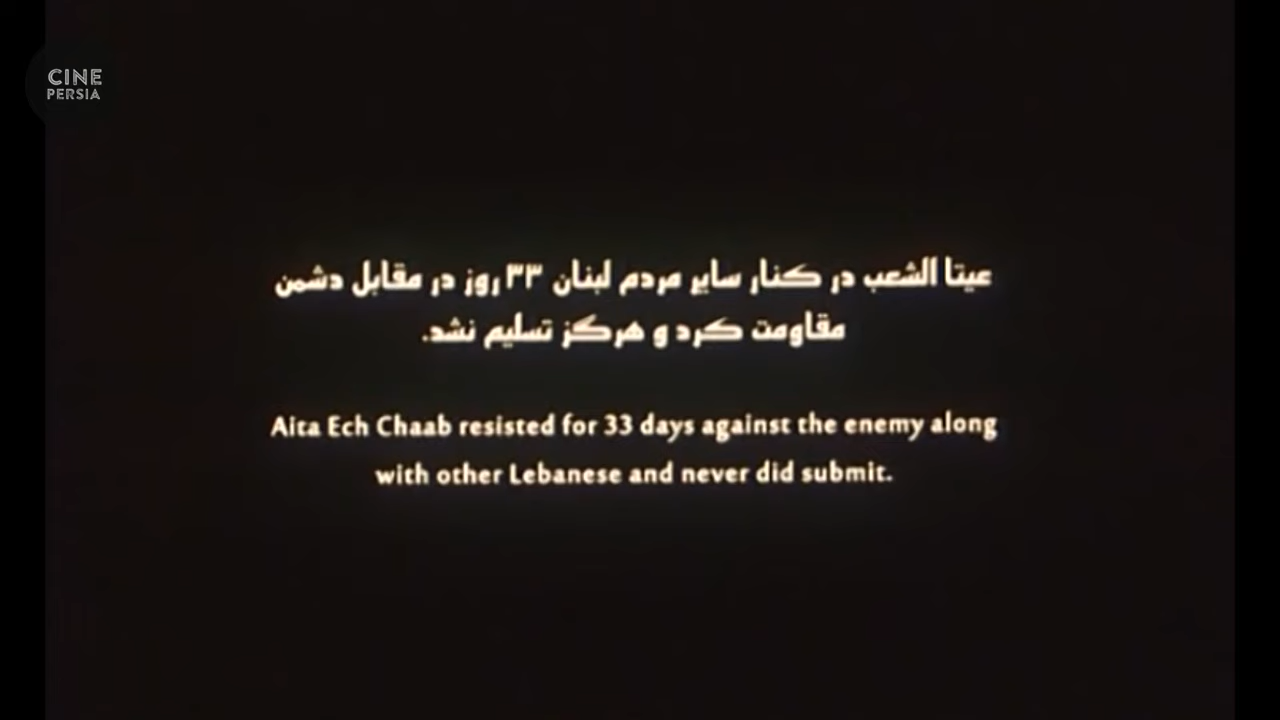 CINE
PERSIA
عیتا الشعب در کنار سایر مردم لبنان ۳۳ روز در مقابل دشمن
مقاومت کرد و هرگز تسلیم نشد.
Aita Ech Chaab resisted for 33 days against the enemy along
with other Lebanese and never did submit.